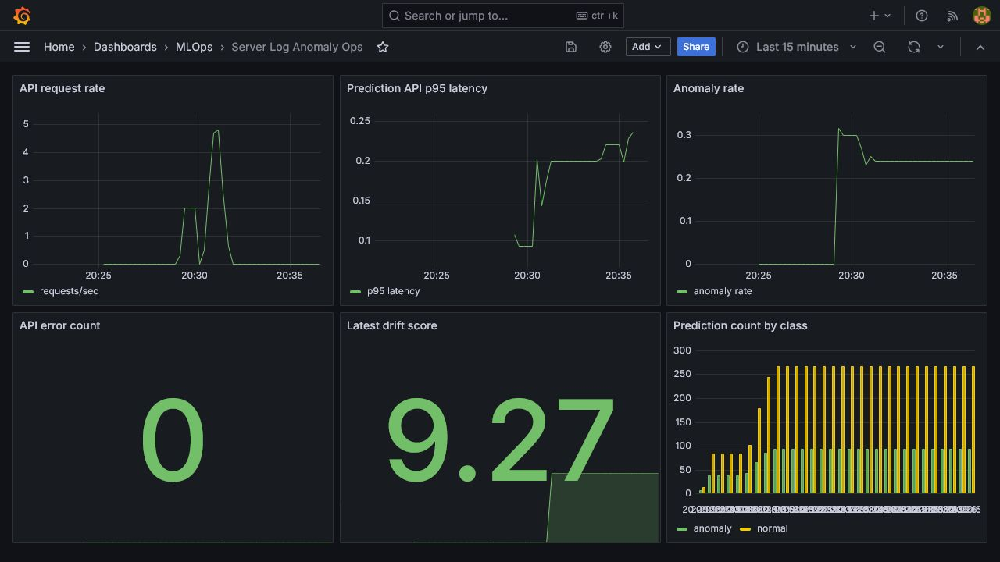 Search or jump to... ctrl+k
Home › Dashboards › MLOps › Server Log Anomaly Ops Add Share Last 15 minutes
API request rate
5
4
3
2
1
0
20:25 20:30 20:35
requests/sec
Prediction API p95 latency
0.25
0.2
0.15
0.1
20:25 20:30 20:35
p95 latency
Anomaly rate
0.3
0.2
0.1
0
20:25 20:30 20:35
anomaly rate
API error count
0
Latest drift score
9.27
Prediction count by class
300
250
200
150
100
50
0
anomaly normal